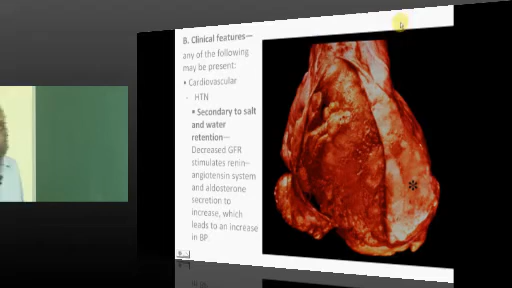 B. Clinical features—
any of the following
may be present:
• Cardiovascular
- HTN
• Secondary to salt
and water
retention—
Decreased GFR
stimulates renin–
angiotensin system
and aldosterone
secretion to
increase, which
leads to an increase
in BP.
*